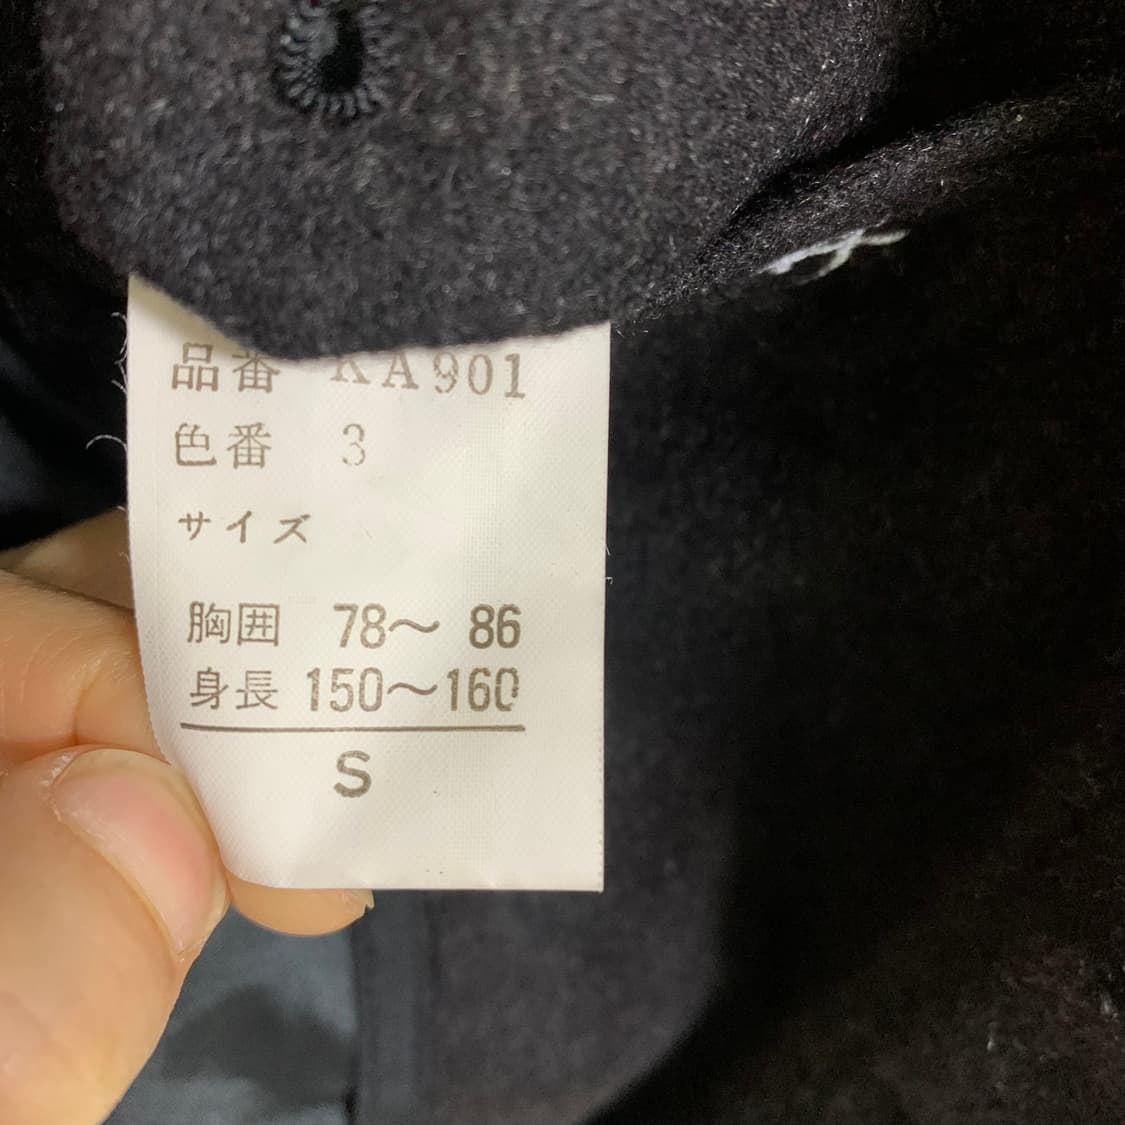 品番 KA901
色番 3
サイズ
胸囲 78～ 86
身長 150～160
S